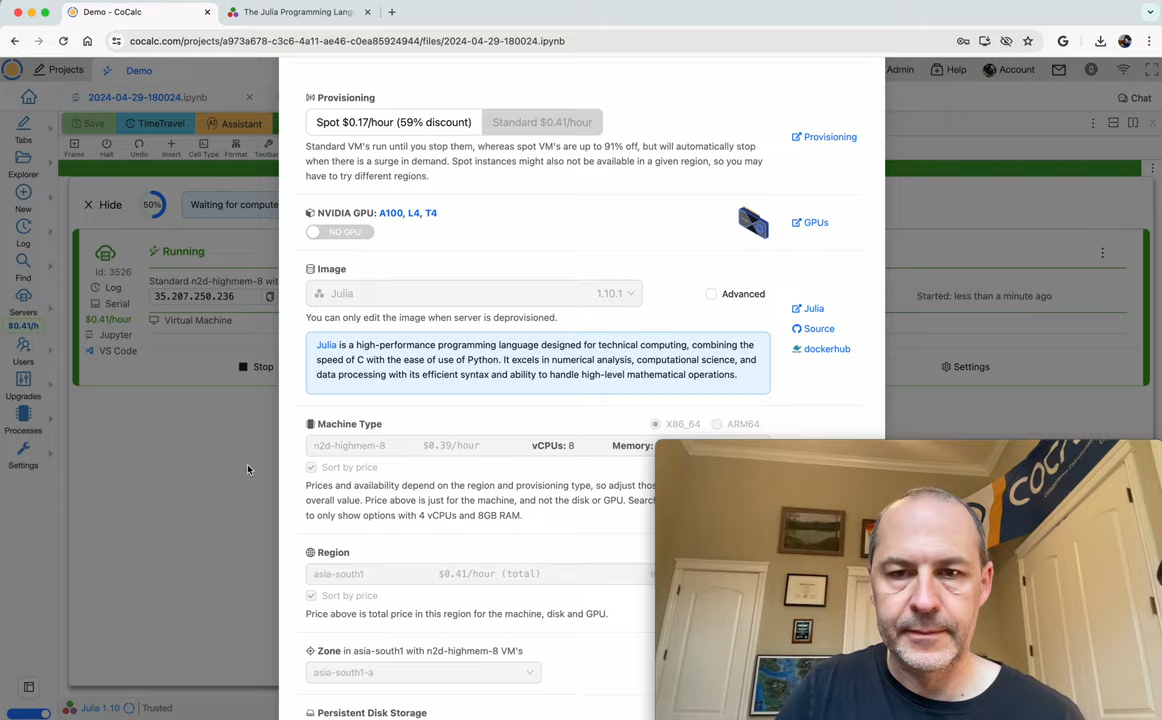 Demo - CoCalc
The Julia Programming Lang
cocalc.com/projects/a973a678-c3c6-4a11-ae46-c0ea85924944/files/2024-04-29-180024.ipynb
Projects
Demo
Admin
Help
Account
0
2024-04-29-180024.ipynb
Chat
Save
TimeTravel
Assistant
Frame
Halt
Undo
Insert
Cell Type
Format
Toolbar
Tabs
Explorer
New
Log
Find
Servers
$0.41/h
Users
Upgrades
Processes
Settings
Hide
50%
Waiting for compute
Id: 3526
Log
Serial
$0.41/hour
Jupyter
VS Code
Running
Standard n2d-highmem-8 wit
35.207.250.236
Virtual Machine
Stop
Started: less than a minute ago
Settings
Provisioning
Spot $0.17/hour (59% discount)
Standard $0.41/hour
Provisioning
Standard VM's run until you stop them, whereas spot VM's are up to 91% off, but will automatically stop
when there is a surge in demand. Spot instances might also not be available in a given region, so you may
have to try different regions.
NVIDIA GPU: A100, L4, T4
NO GPU
GPUs
Image
Julia
1.10.1
Advanced
You can only edit the image when server is deprovisioned.
Julia
Source
dockerhub
Julia is a high-performance programming language designed for technical computing, combining the
speed of C with the ease of use of Python. It excels in numerical analysis, computational science, and
data processing with its efficient syntax and ability to handle high-level mathematical operations.
Machine Type
X86_64
ARM64
n2d-highmem-8
$0.39/hour
vCPUs: 8
Memory:
Sort by price
Prices and availability depend on the region and provisioning type, so adjust those
overall value. Price above is just for the machine, and not the disk or GPU. Search
to only show options with 4 vCPUs and 8GB RAM.
Region
asia-south1
$0.41/hour (total)
Sort by price
Price above is total price in this region for the machine, disk and GPU.
Zone in asia-south1 with n2d-highmem-8 VM's
asia-south1-a
Persistent Disk Storage
Julia 1.10
Trusted